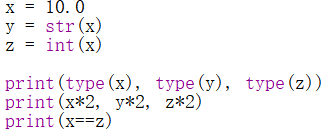 x = 10.0
y = str(x)
z = int(x)
print(type(x), type(y), type(z))
print(x*2, y*2, z*2)
print(x==z)